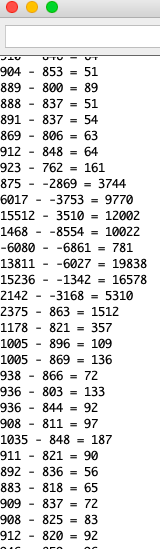 904 - 853 = 51
889 - 800 = 89
888 - 837 = 51
891 - 837 = 54
869 - 806 = 63
912 - 848 = 64
923 - 762 = 161
875 - -2869 = 3744
6017 - -3753 = 9770
15512 - 3510 = 12002
1468 - -8554 = 10022
-6080 - -6861 = 781
13811 - -6027 = 19838
15236 - -1342 = 16578
2142 - -3168 = 5310
2375 - 863 = 1512
1178 - 821 = 357
1005 - 896 = 109
1005 - 869 = 136
938 - 866 = 72
936 - 803 = 133
936 - 844 = 92
908 - 811 = 97
1035 - 848 = 187
911 - 821 = 90
892 - 836 = 56
883 - 818 = 65
909 - 837 = 72
908 - 825 = 83
912 - 820 = 92